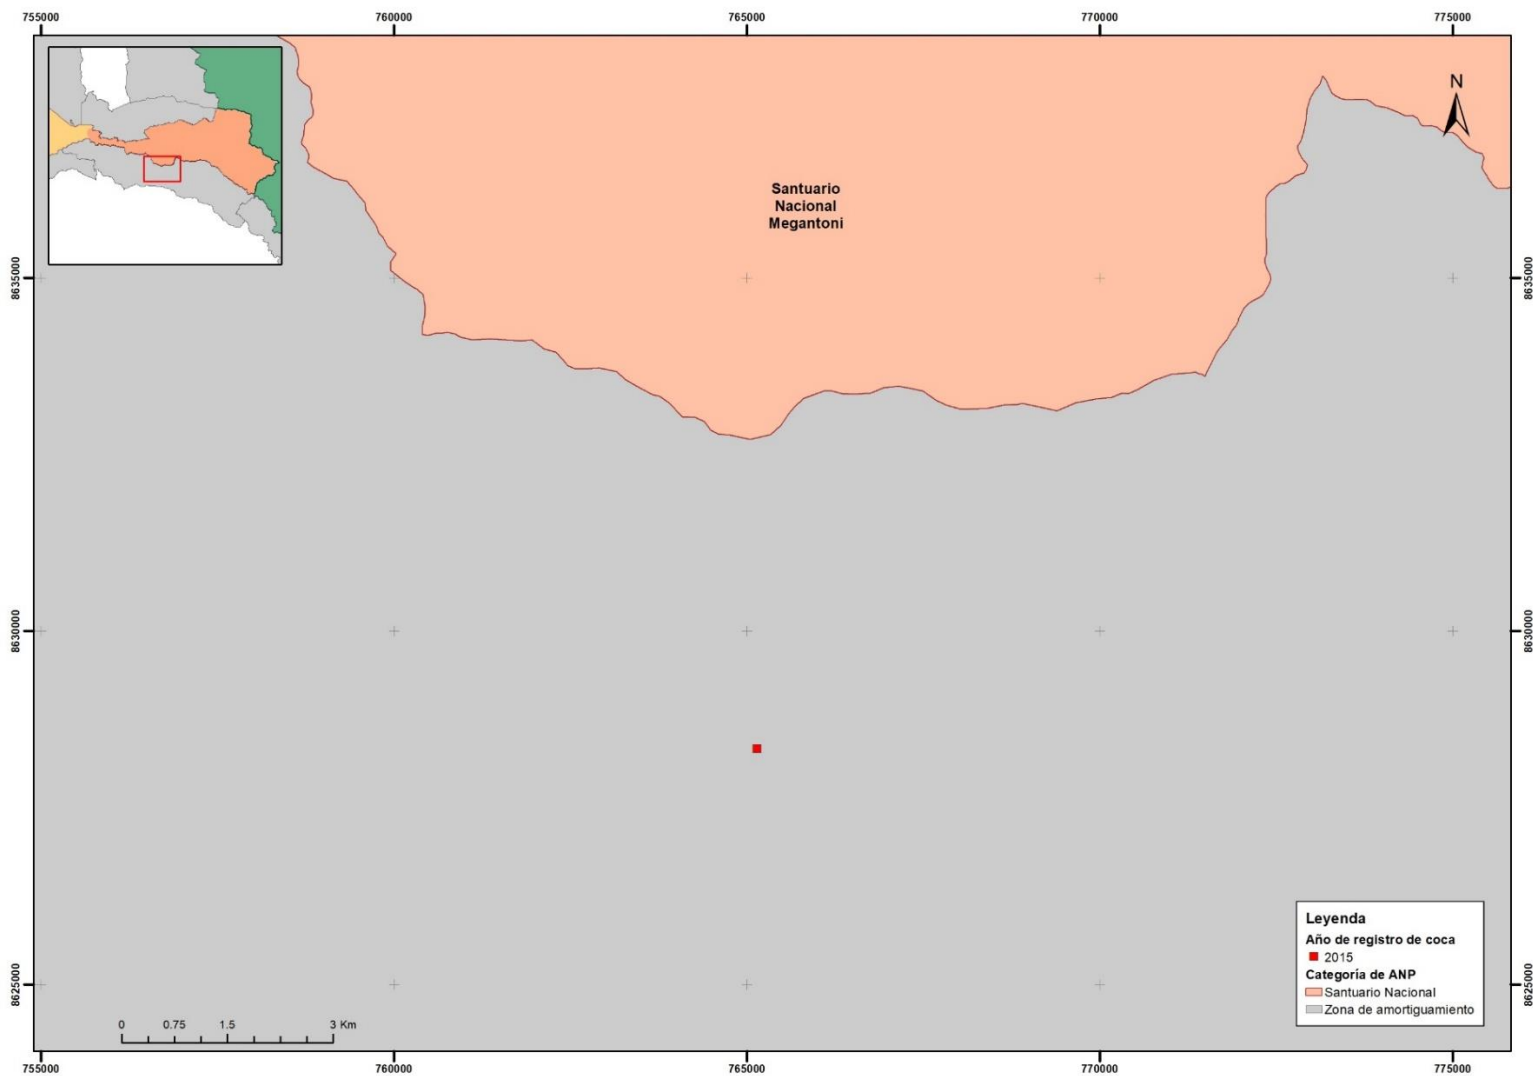 755000
760000
765000
770000
775000
N
Santuario
Nacional
Megantoni
8635000
8635000
8630000
8630000
8625000
8625000
Leyenda
Año de registro de coca
2015
Categoría de ANP
Santuario Nacional
Zona de amortiguamiento
0 0.75 1.5 3 Km
755000
760000
765000
770000
775000